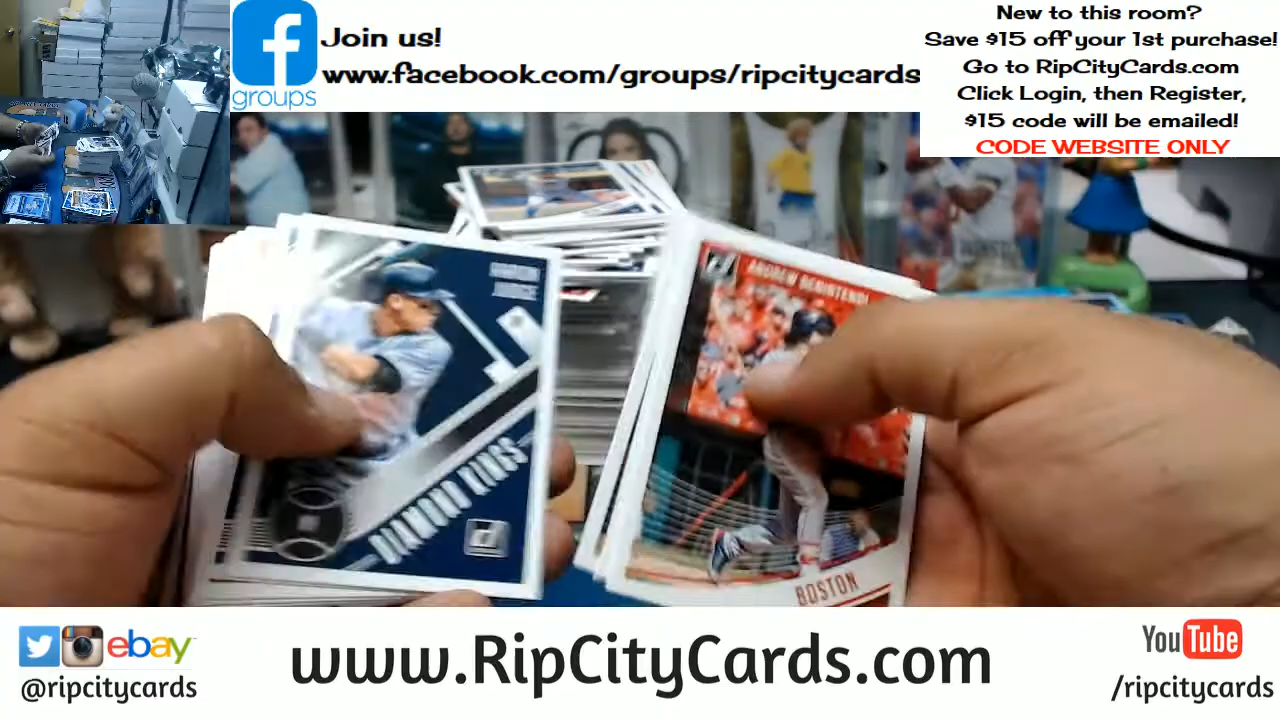 f
groups
Join us!
www.facebook.com/groups/ripcitycards
New to this room?
Save $15 off your 1st purchase!
Go to RipCityCards.com
Click Login, then Register,
$15 code will be emailed!
CODE WEBSITE ONLY
AARON
JUDGE
DIAMOND KINGS
ANDREW BENINTENDI
BOSTON
ebay
@ripcitycards
www.RipCityCards.com
YouTube
/ripcitycards